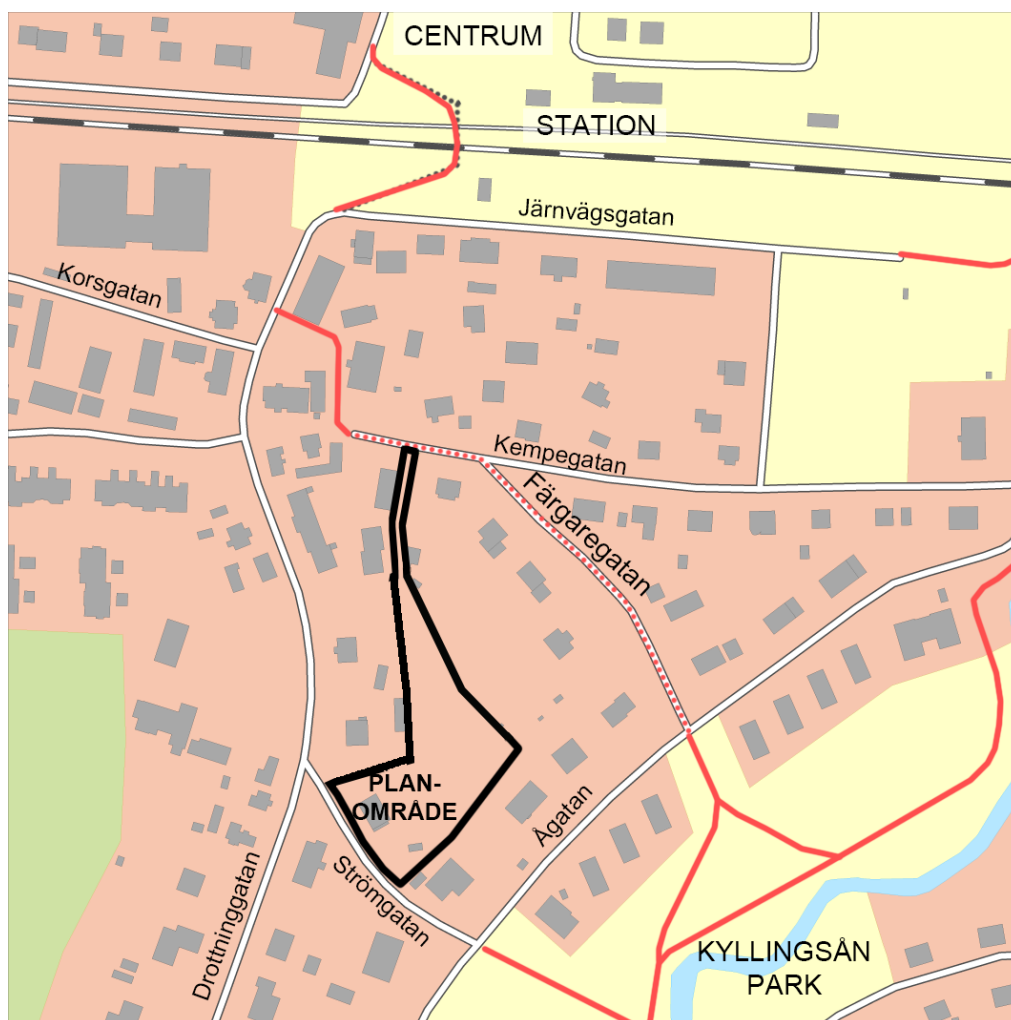 CENTRUM
STATION
Järnvägsgatan
Korsgatan
Kempegatan
Färgaregatan
PLAN-
OMRÅDE
Ågatan
Strömgatan
Drottninggatan
KYLLINGSÅN
PARK